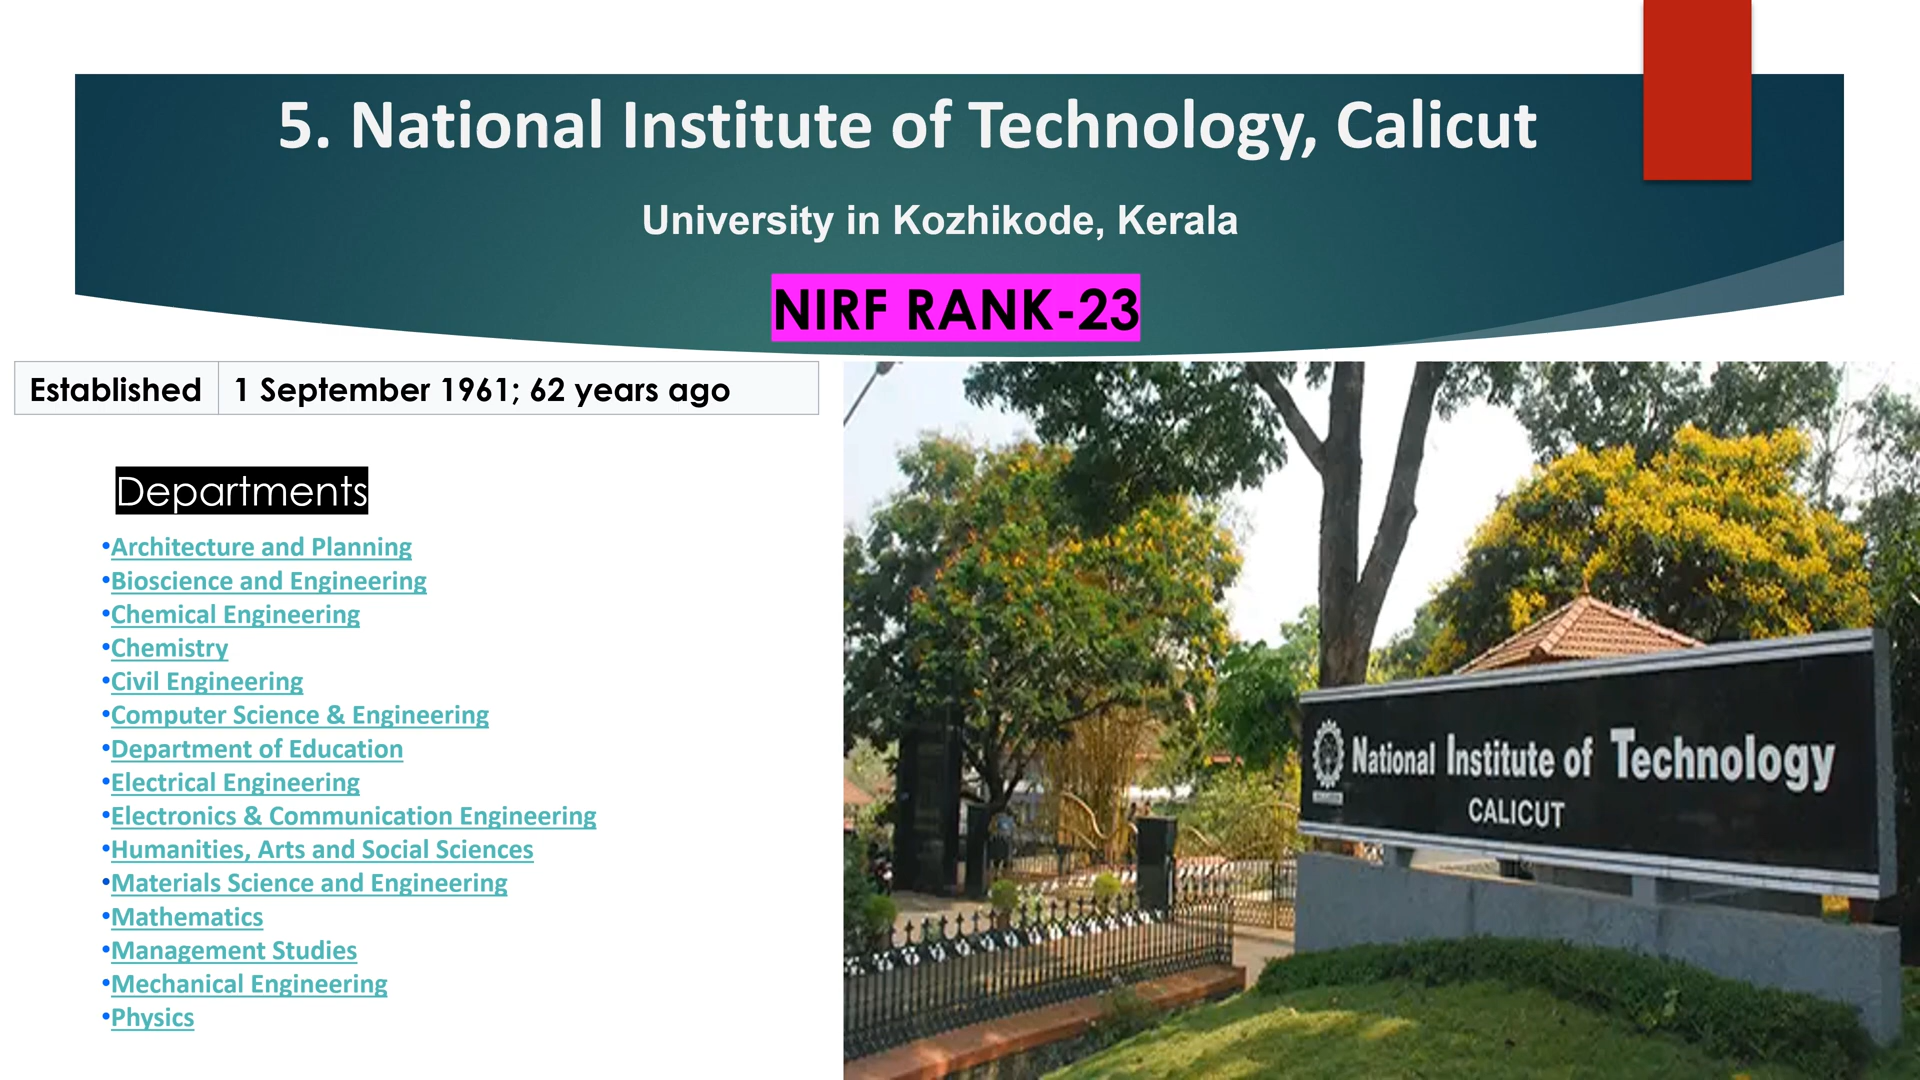 5. National Institute of Technology, Calicut
University in Kozhikode, Kerala
NIRF RANK-23
Established 1 September 1961; 62 years ago
Departments
•Architecture and Planning
•Bioscience and Engineering
•Chemical Engineering
•Chemistry
•Civil Engineering
•Computer Science & Engineering
•Department of Education
•Electrical Engineering
•Electronics & Communication Engineering
•Humanities, Arts and Social Sciences
•Materials Science and Engineering
•Mathematics
•Management Studies
•Mechanical Engineering
•Physics
National Institute of Technology
CALICUT